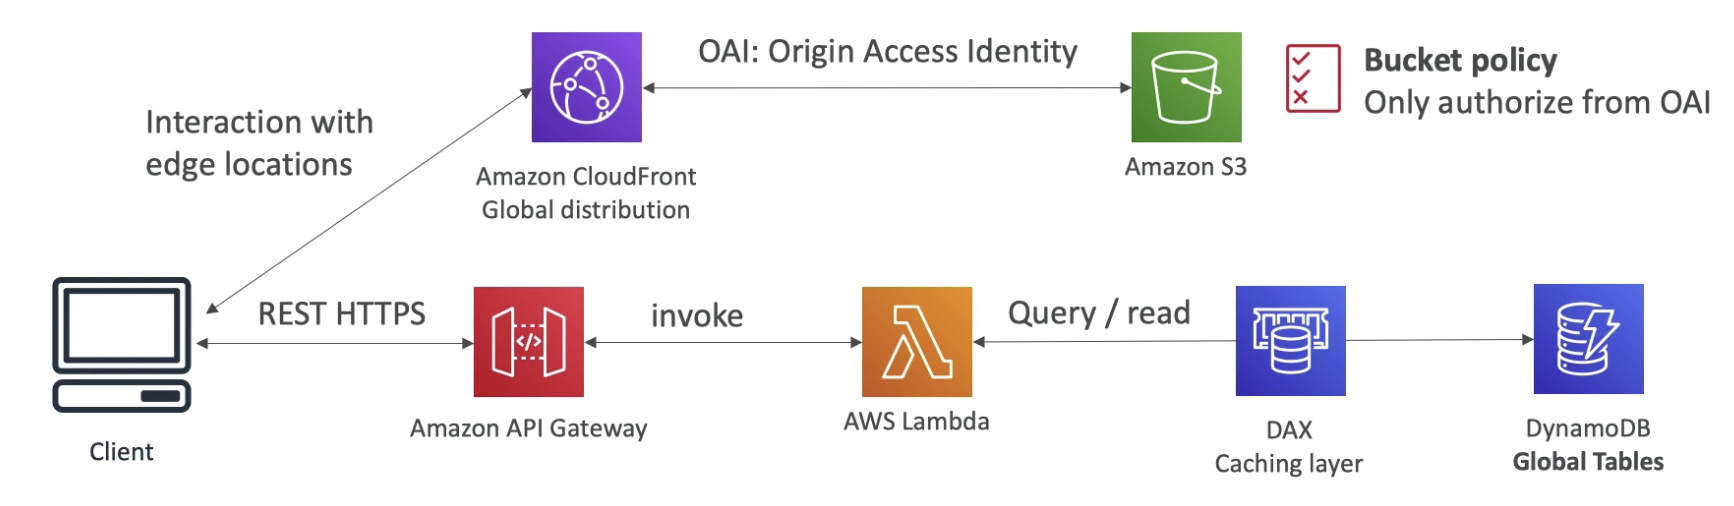 OAI: Origin Access Identity
Bucket policy
Only authorize from OAI
Interaction with
edge locations
Amazon CloudFront
Global distribution
Amazon S3
REST HTTPS
invoke
Query / read
</>
Client
Amazon API Gateway
AWS Lambda
DAX
Caching layer
DynamoDB
Global Tables